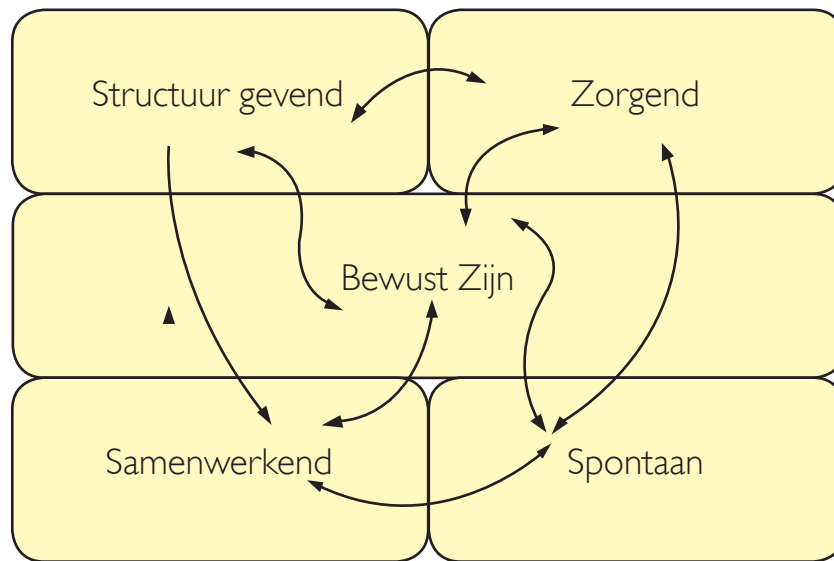 Structuur gevend
Zorgend
Bewust Zijn
Samenwerkend
Spontaan